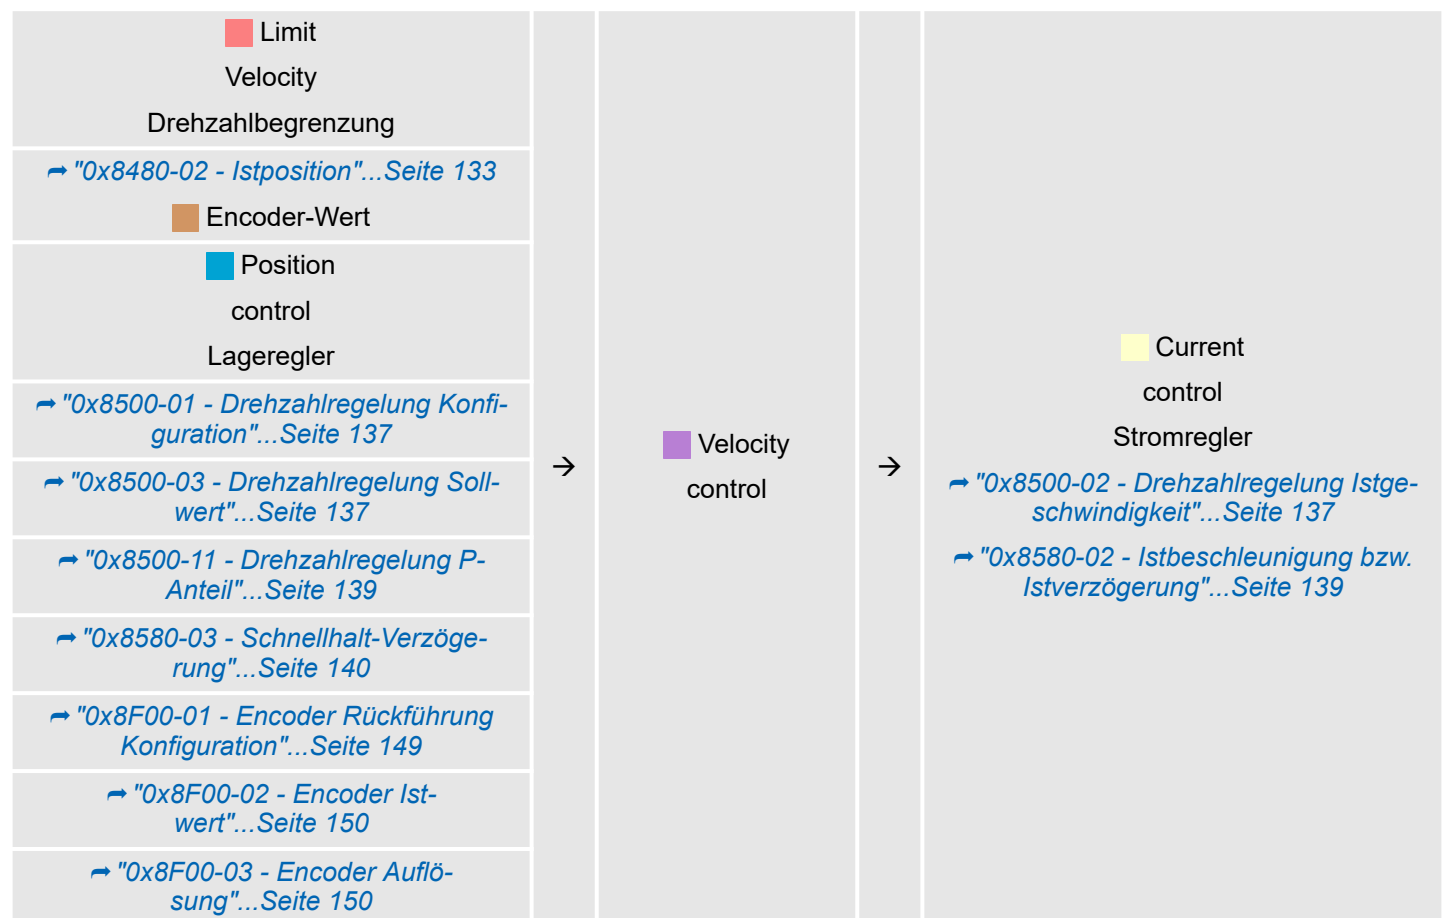 Limit
Velocity
Drehzahlbegrenzung
➦ "0x8480-02 - Istposition"...Seite 133
Encoder-Wert
Position
control
Lageregler
➦ "0x8500-01 - Drehzahlregelung Konfi-
guration"...Seite 137
➦ "0x8500-03 - Drehzahlregelung Soll-
wert"...Seite 137
➦ "0x8500-11 - Drehzahlregelung P-
Anteil"...Seite 139
➦ "0x8580-03 - Schnellhalt-Verzöge-
rung"...Seite 140
➦ "0x8F00-01 - Encoder Rückführung
Konfiguration"...Seite 149
➦ "0x8F00-02 - Encoder Ist-
wert"...Seite 150
➦ "0x8F00-03 - Encoder Auflö-
sung"...Seite 150
→
Velocity
control
→
Current
control
Stromregler
➦ "0x8500-02 - Drehzahlregelung Istge-
schwindigkeit"...Seite 137
➦ "0x8580-02 - Istbeschleunigung bzw.
Istverzögerung"...Seite 139